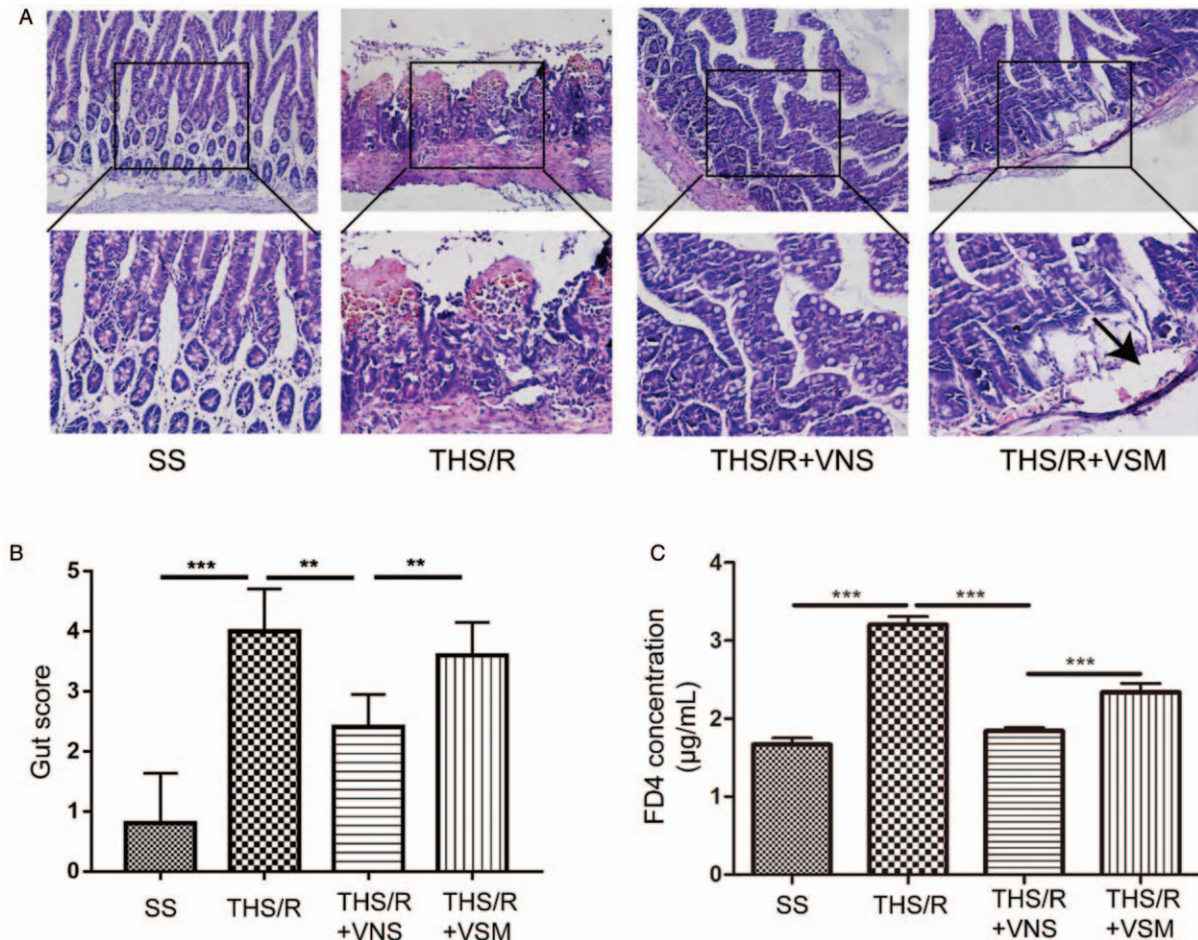 A
SS
THS/R
THS/R+VNS
THS/R+VSM
B
Gut score
5
4
3
2
1
0
***
**
**
SS
THS/R
THS/R
+VNS
THS/R
+VSM
C
FD4 concentration
(µg/mL)
4
3
2
1
0
***
***
***
SS
THS/R
THS/R
+VNS
THS/R
+VSM